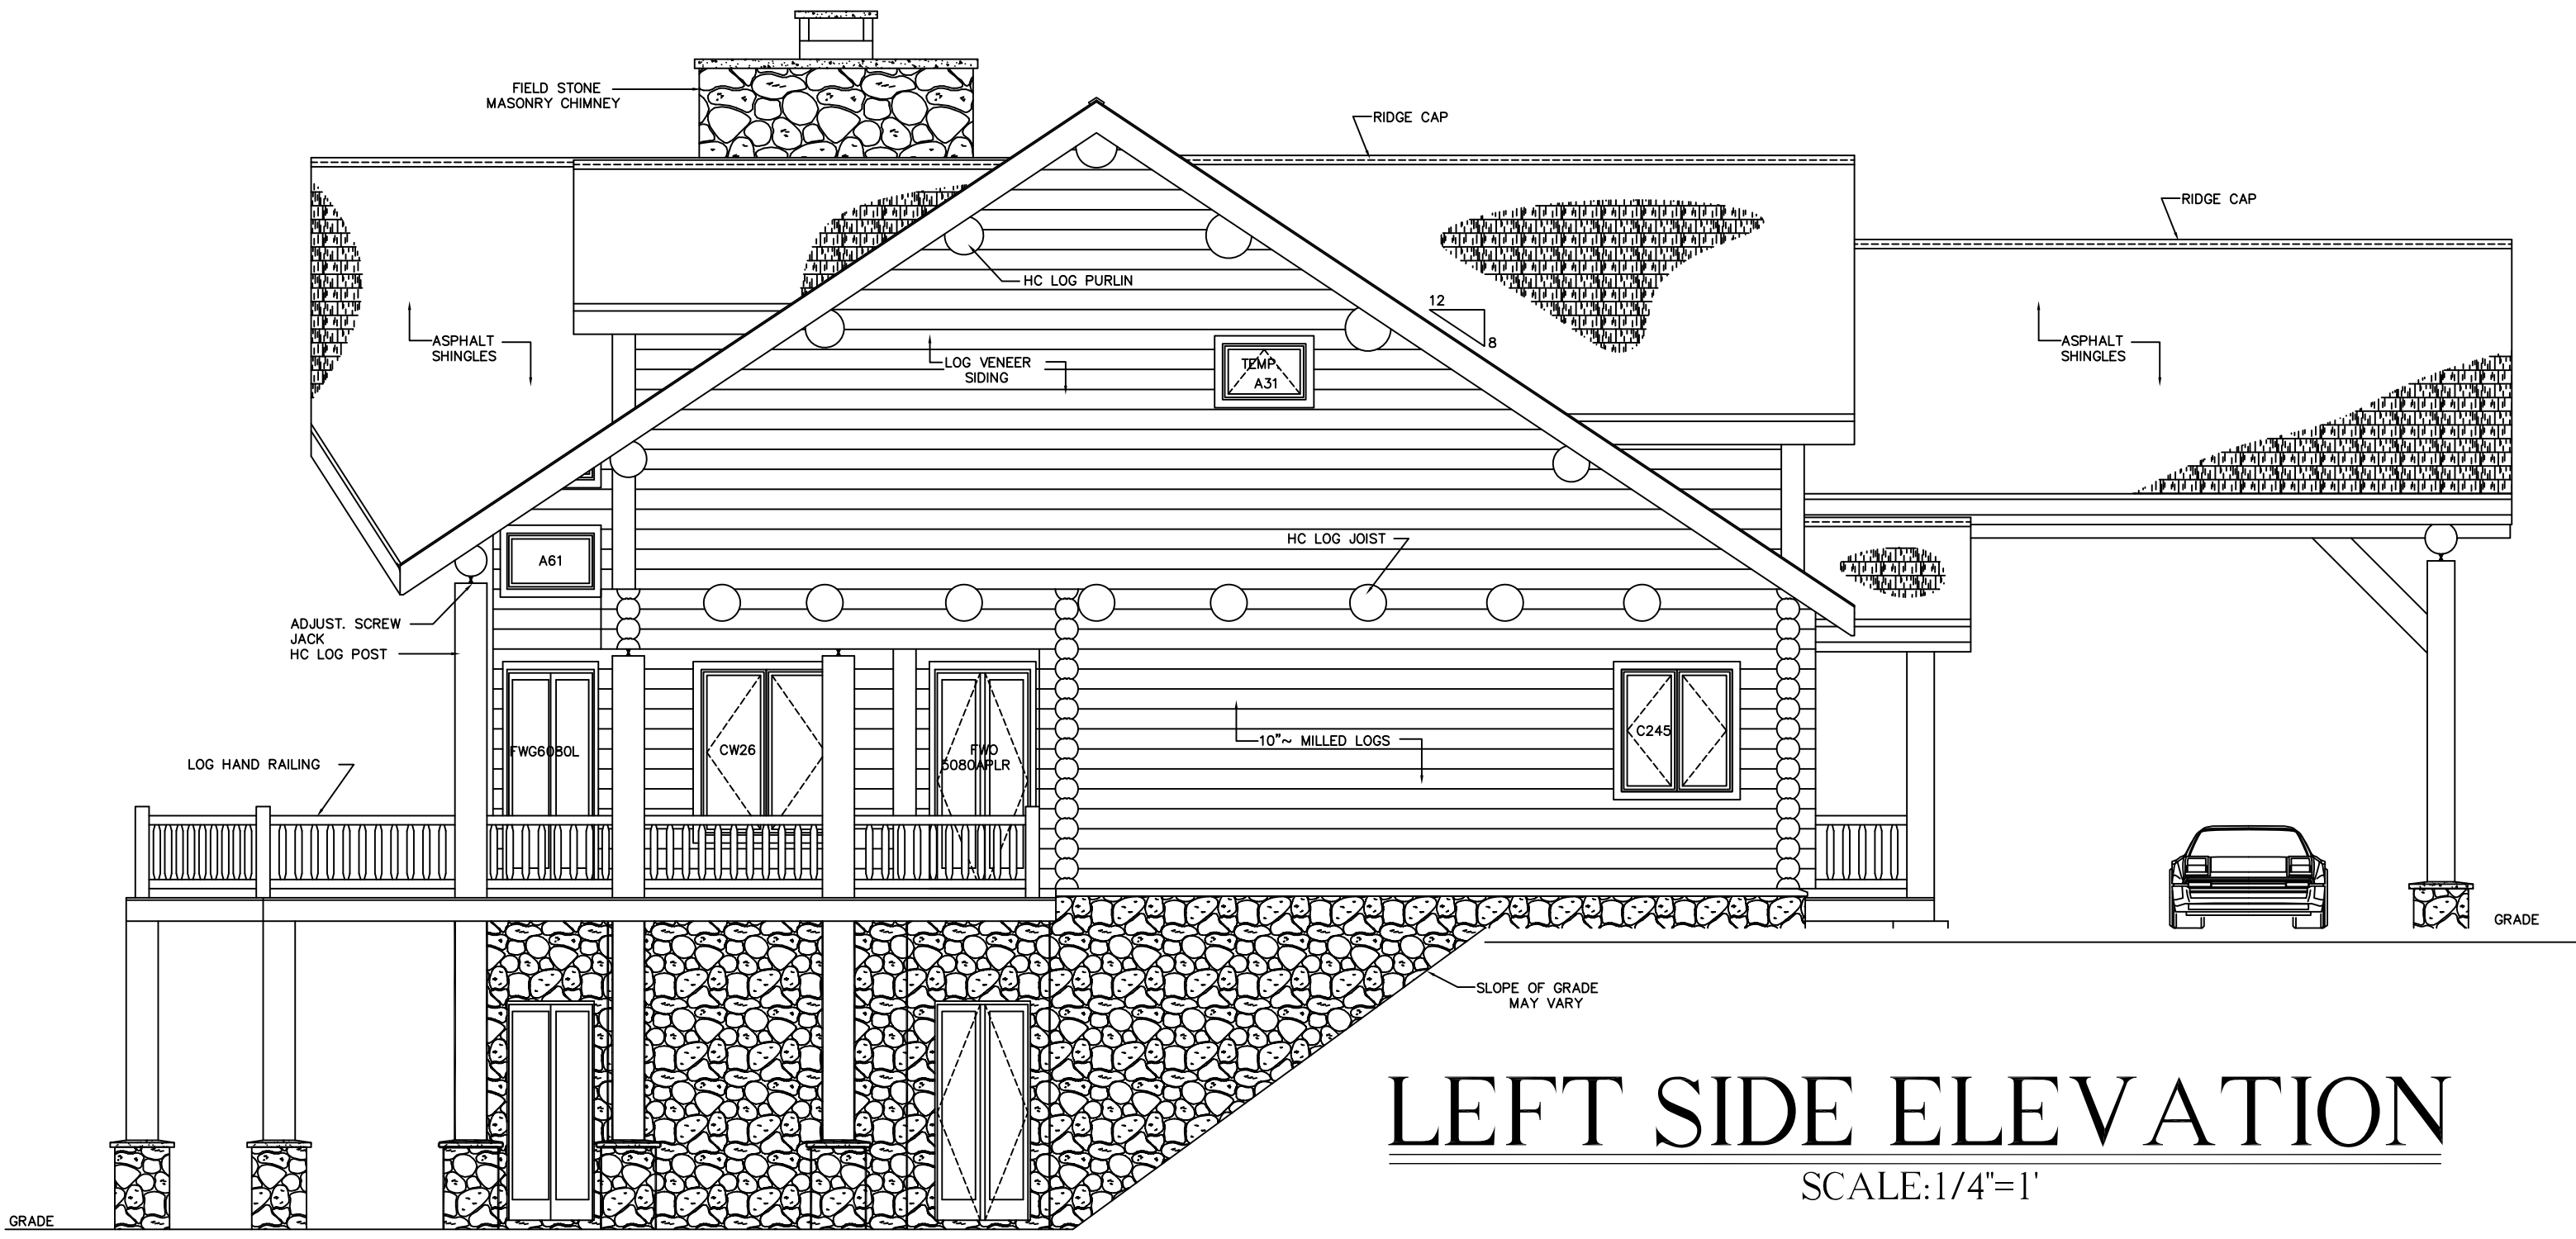 FIELD STONE
MASONRY CHIMNEY
RIDGE CAP
RIDGE CAP
HC LOG PURLIN
12
8
ASPHALT
SHINGLES
LOG VENEER
SIDING
TEMP.
A31
ASPHALT
SHINGLES
HC LOG JOIST
A61
ADJUST. SCREW
JACK
HC LOG POST
FWG6080L
CW26
FWO
5080APLR
10"~ MILLED LOGS
C245
LOG HAND RAILING
GRADE
SLOPE OF GRADE
MAY VARY
LEFT SIDE ELEVATION
SCALE:1/4"=1'
GRADE